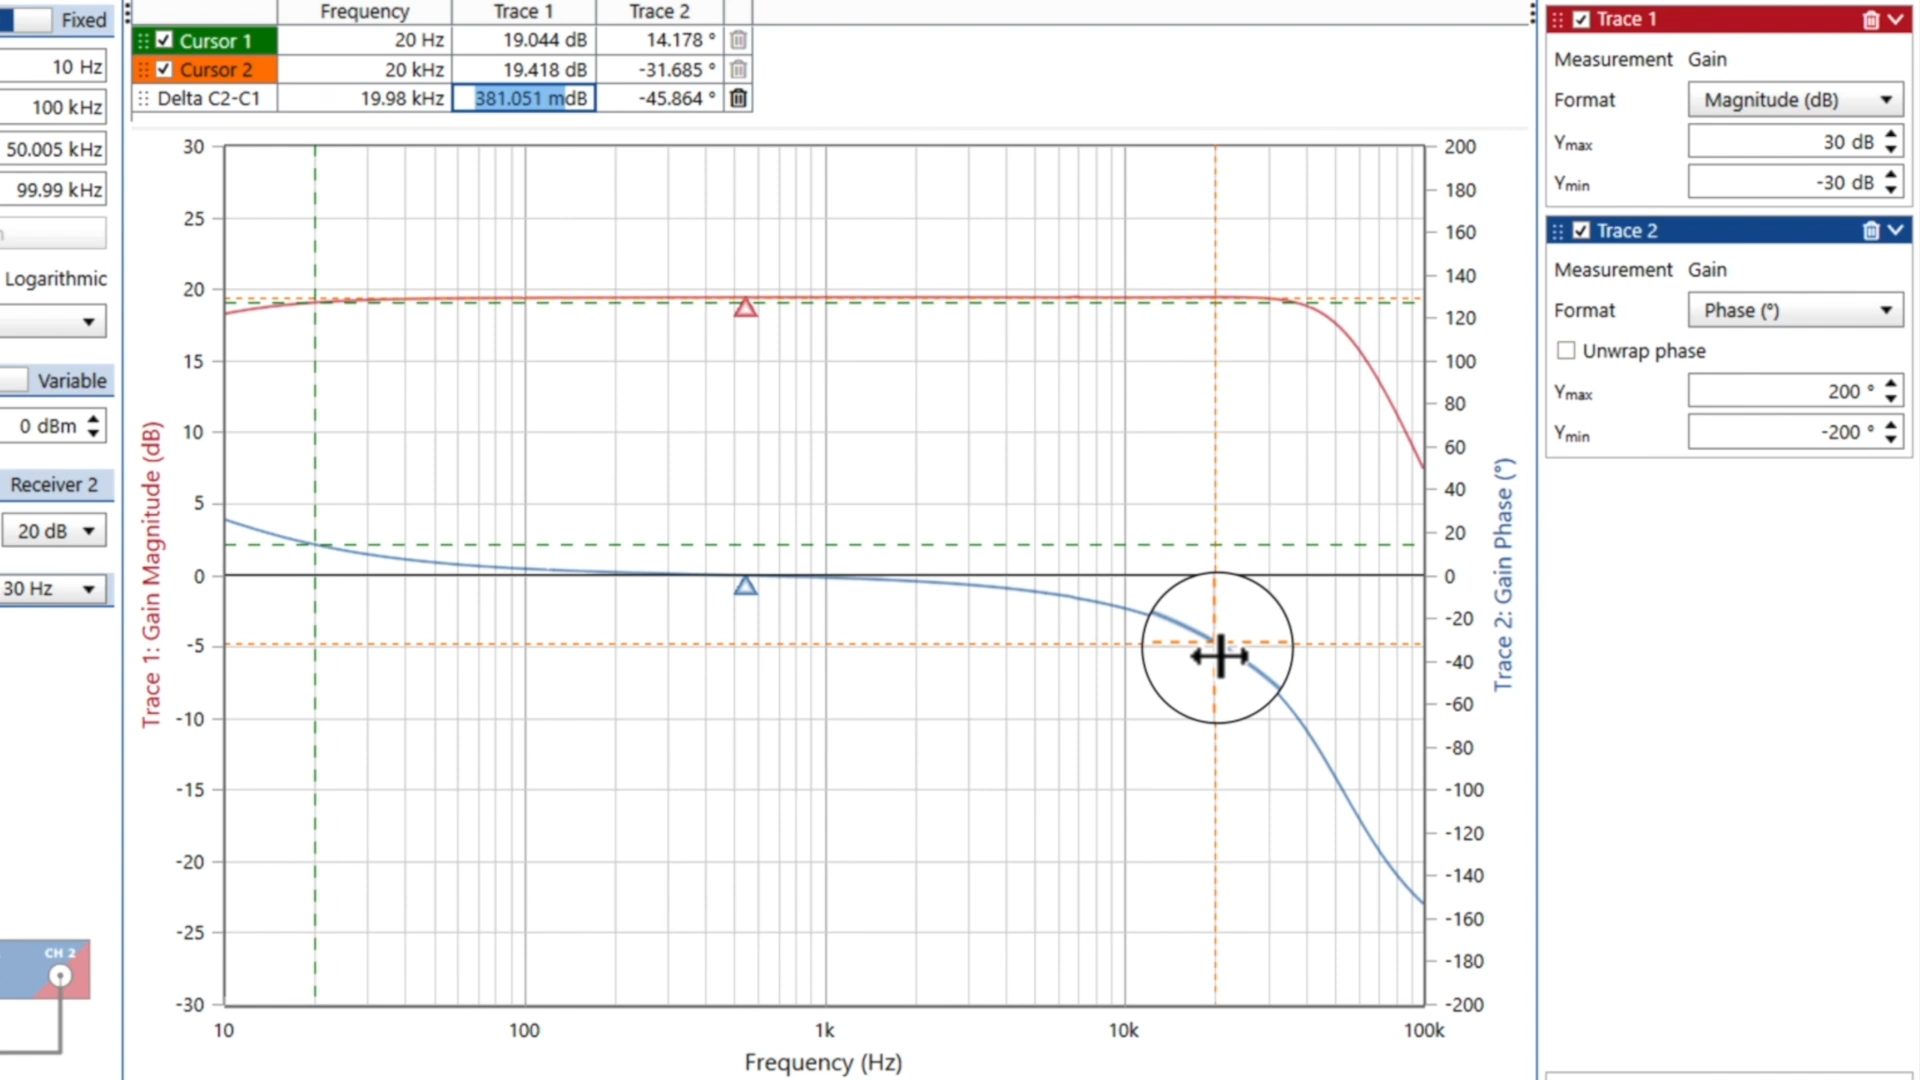 Fixed
10 Hz
100 kHz
50.005 kHz
99.99 kHz
Logarithmic
Variable
0 dBm
Receiver 2
20 dB
30 Hz
CH 2
Frequency Trace 1 Trace 2
Cursor 1 20 Hz 19.044 dB 14.178 °
Cursor 2 20 kHz 19.418 dB -31.685 °
Delta C2-C1 19.98 kHz 381.051 mdB -45.864 °
Trace 1: Gain Magnitude (dB)
30
25
20
15
10
5
0
-5
-10
-15
-20
-25
-30
200
180
160
140
120
100
80
60
40
20
0
-20
-40
-60
-80
-100
-120
-140
-160
-180
-200
Trace 2: Gain Phase (°)
10 100 1k 10k 100k
Frequency (Hz)
Trace 1
Measurement Gain
Format Magnitude (dB)
Ymax 30 dB
Ymin -30 dB
Trace 2
Measurement Gain
Format Phase (°)
Unwrap phase
Ymax 200 °
Ymin -200 °